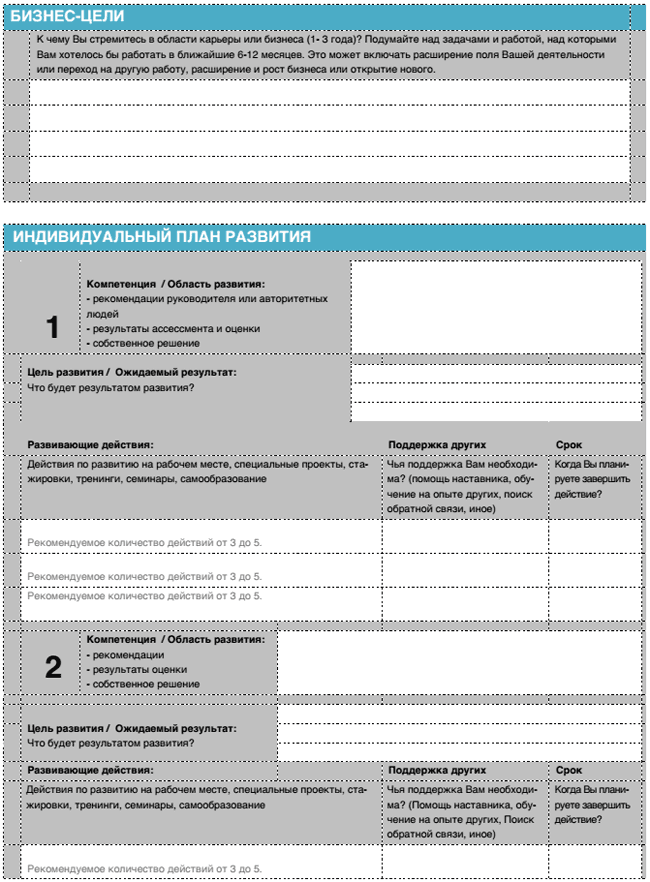 БИЗНЕС-ЦЕЛИ
К чему Вы стремитесь в области карьеры или бизнеса (1- 3 года)? Подумайте над задачами и работой, над которыми
Вам хотелось бы работать в ближайшие 6-12 месяцев. Это может включать расширение поля Вашей деятельности
или переход на другую работу, расширение и рост бизнеса или открытие нового.
ИНДИВИДУАЛЬНЫЙ ПЛАН РАЗВИТИЯ
1
Компетенция / Область развития:
- рекомендации руководителя или авторитетных
людей
- результаты ассессмента и оценки
- собственное решение
Цель развития / Ожидаемый результат:
Что будет результатом развития?
Развивающие действия: Поддержка других Срок
Действия по развитию на рабочем месте, специальные проекты, ста-
жировки, тренинги, семинары, самообразование
Чья поддержка Вам необходи-
ма? (помощь наставника, обу-
чение на опыте других, поиск
обратной связи, иное)
Когда Вы плани-
руете завершить
действие?
Рекомендуемое количество действий от 3 до 5.
Рекомендуемое количество действий от 3 до 5.
Рекомендуемое количество действий от 3 до 5.
2
Компетенция / Область развития:
- рекомендации
- результаты оценки
- собственное решение
Цель развития / Ожидаемый результат:
Что будет результатом развития?
Развивающие действия: Поддержка других Срок
Действия по развитию на рабочем месте, специальные проекты, ста-
жировки, тренинги, семинары, самообразование
Чья поддержка Вам необходи-
ма? (Помощь наставника, обу-
чение на опыте других, Поиск
обратной связи, иное)
Когда Вы плани-
руете завершить
действие?
Рекомендуемое количество действий от 3 до 5.